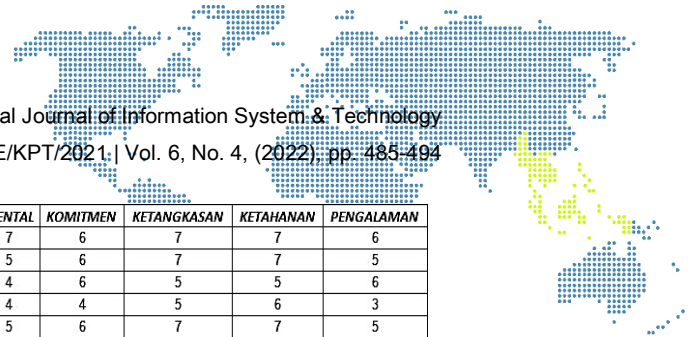 al Journal of Information System & Technology
E/KPT/2021 | Vol. 6, No. 4, (2022), pp. 485-494
ENTAL KOMITMEN KETANGKASAN KETAHANAN PENGALAMAN
7 6 7 7 6
5 6 7 7 5
4 6 5 5 6
4 4 5 6 3
5 6 7 7 5